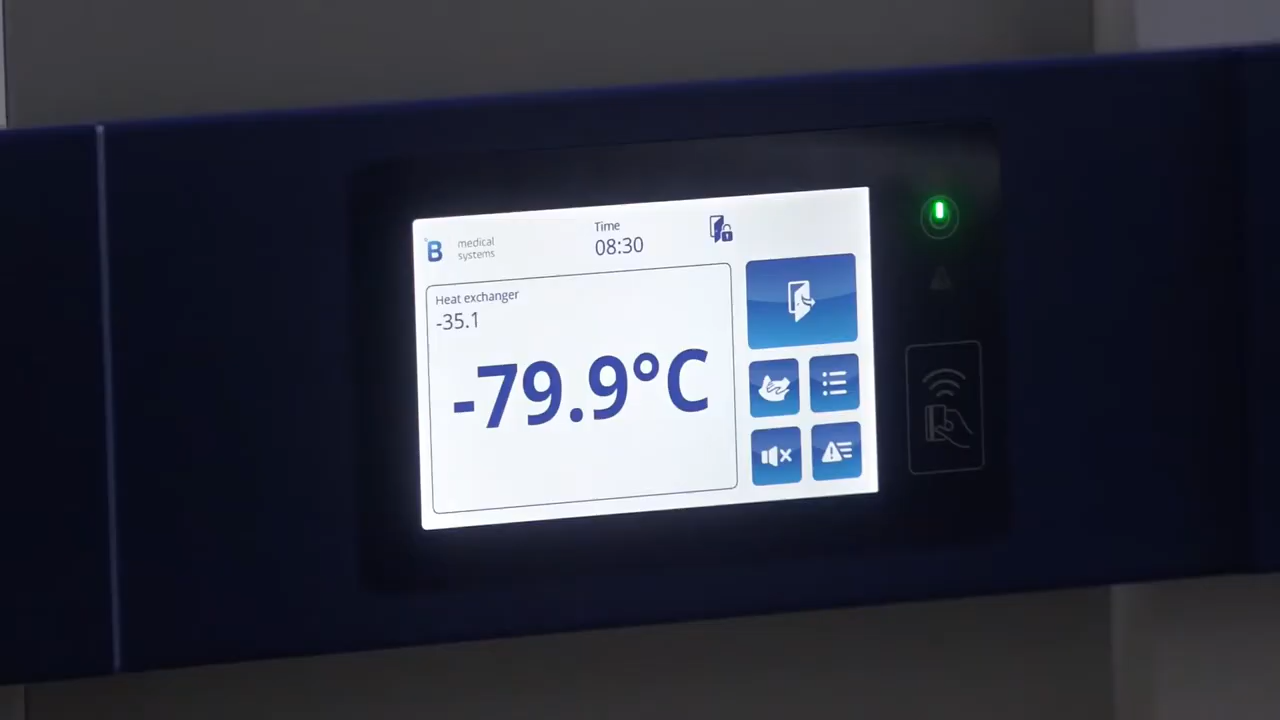 B medical
systems
Time
08:30
Heat exchanger
-35.1
-79.9°C